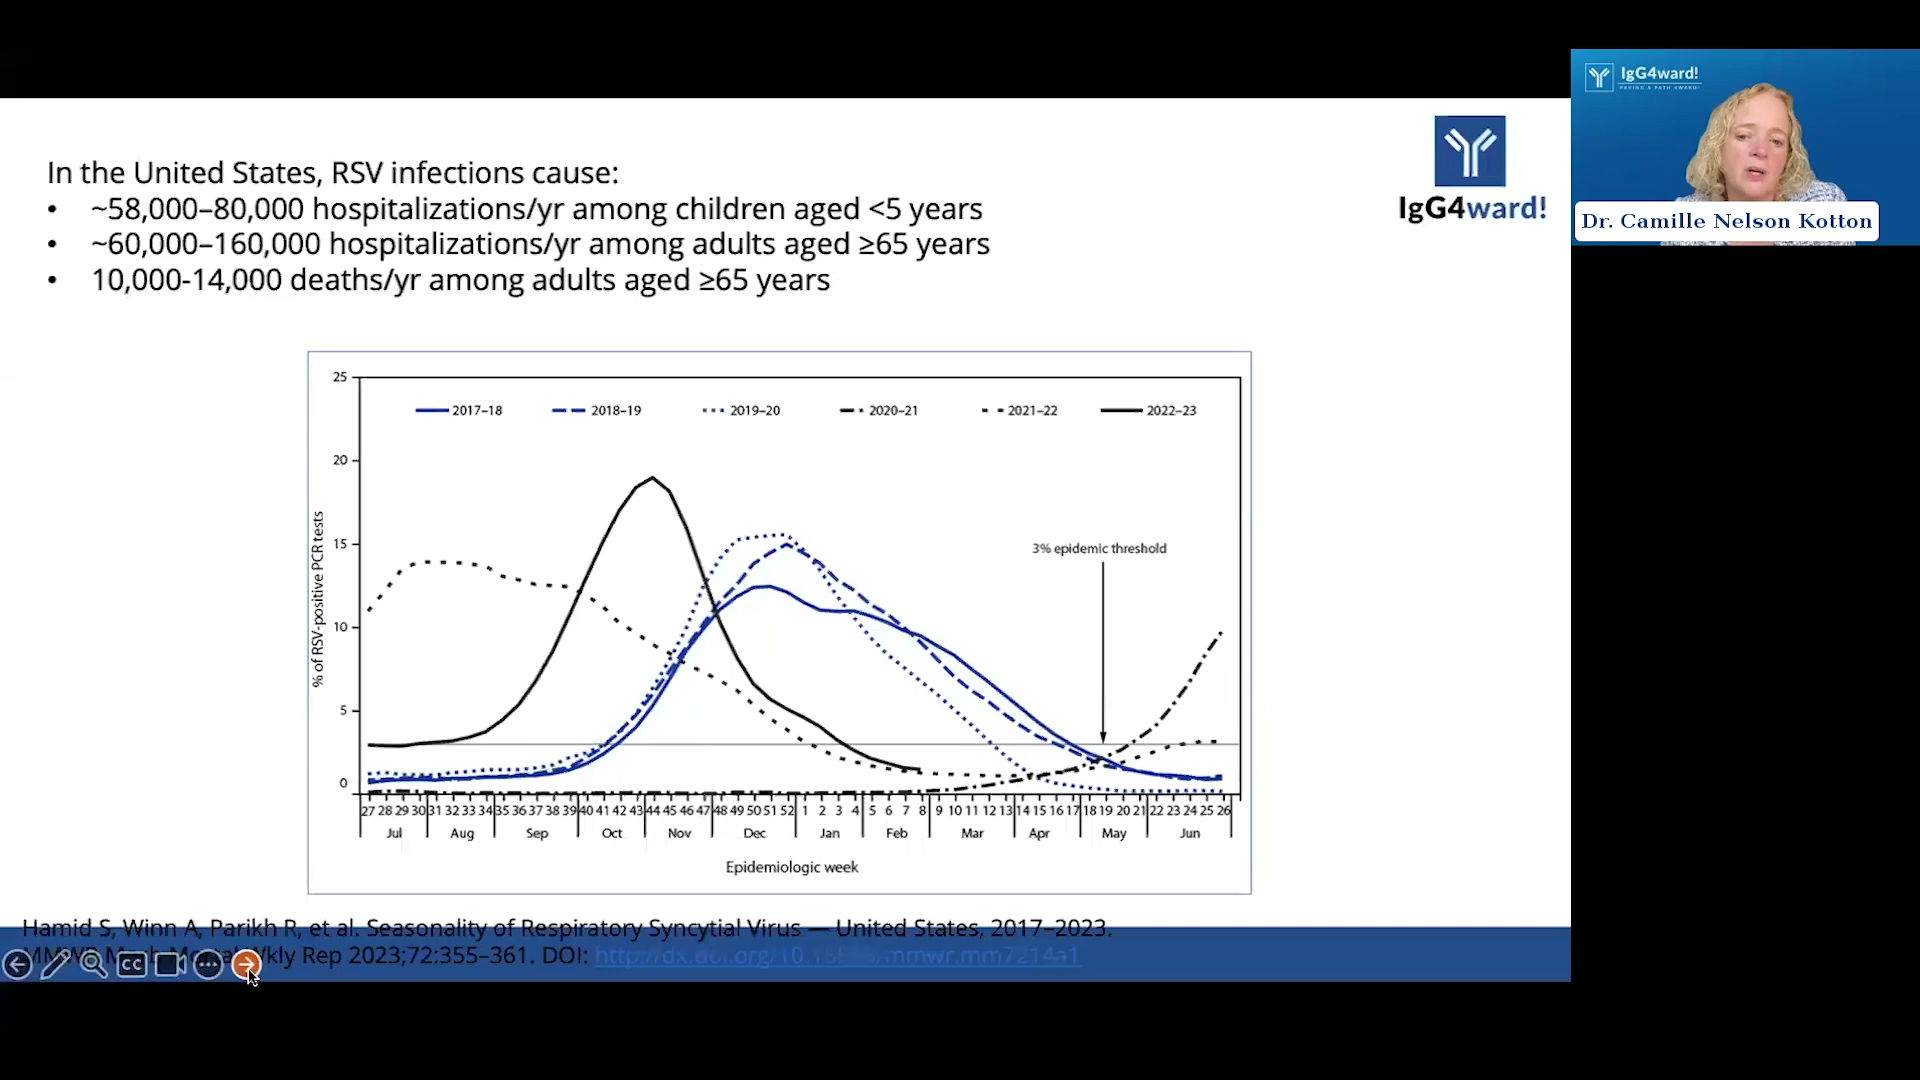 In the United States, RSV infections cause:
• ~58,000–80,000 hospitalizations/yr among children aged <5 years
• ~60,000–160,000 hospitalizations/yr among adults aged ≥65 years
• 10,000-14,000 deaths/yr among adults aged ≥65 years
IgG4ward!
IgG4ward!
Dr. Camille Nelson Kotton
25
20
15
10
5
0
% of RSV-positive PCR tests
2017–18 2018–19 2019–20 2020–21 2021–22 2022–23
3% epidemic threshold
27 28 29 30 31 32 33 34 35 36 37 38 39 40 41 42 43 44 45 46 47 48 49 50 51 52 1 2 3 4 5 6 7 8 9 10 11 12 13 14 15 16 17 18 19 20 21 22 23 24 25 26
Jul Aug Sep Oct Nov Dec Jan Feb Mar Apr May Jun
Epidemiologic week
Hamid S, Winn A, Parikh R, et al. Seasonality of Respiratory Syncytial Virus — United States, 2017–2023.
Rep 2023;72:355–361. DOI:
CC